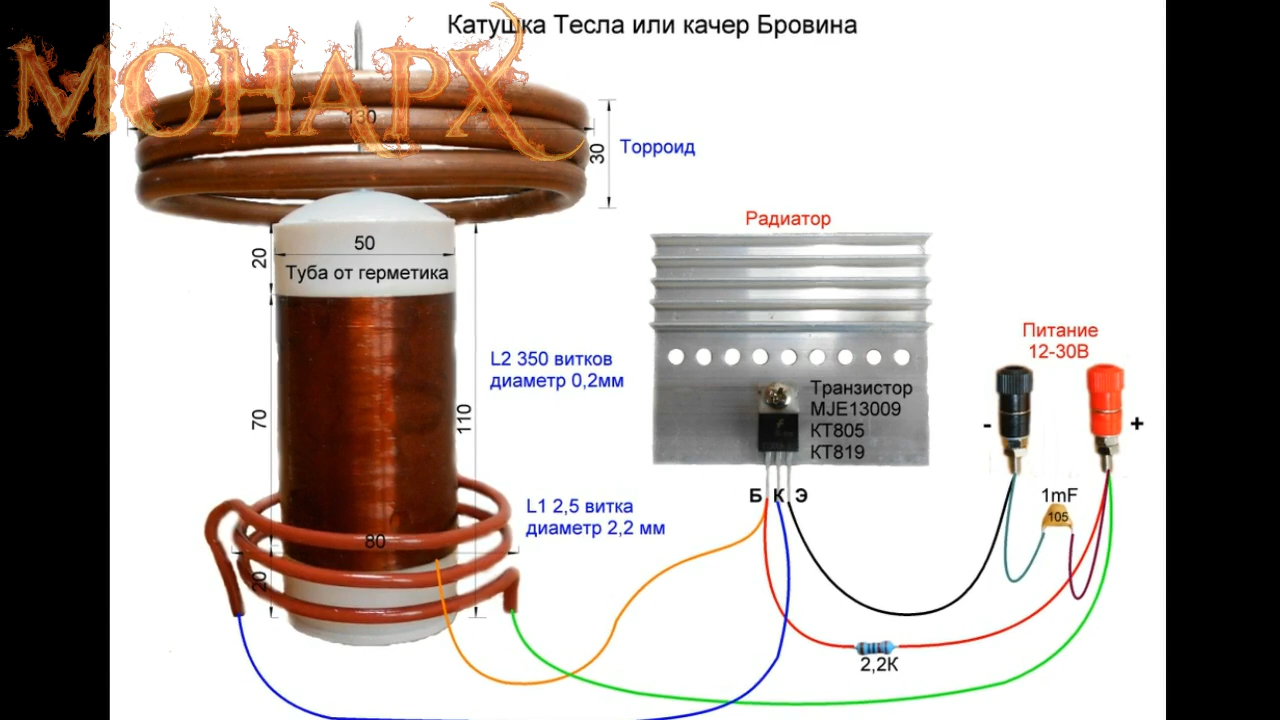 Катушка Тесла или качер Бровина
МОНАРХ
130
30
Торроид
Радиатор
20
50
Туба от герметика
Питание
12-30В
L2 350 витков
диаметр 0,2мм
Транзистор
MJE13009
КТ805
КТ819
70
110
-
+
Б К Э
1mF
105
L1 2,5 витка
диаметр 2,2 мм
80
20
2,2К